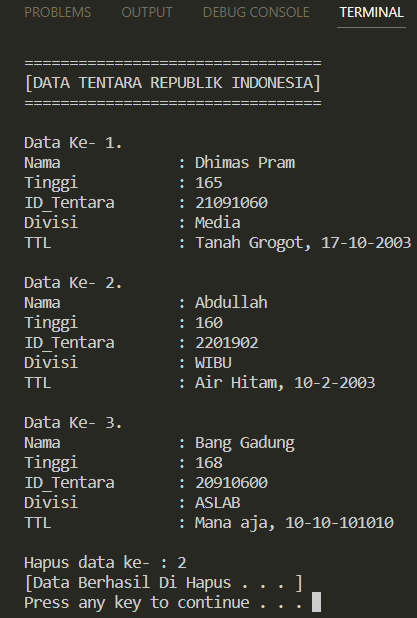 PROBLEMS OUTPUT DEBUG CONSOLE TERMINAL
=================================
[DATA TENTARA REPUBLIK INDONESIA]
=================================
Data Ke- 1.
Nama : Dhimas Pram
Tinggi : 165
ID_Tentara : 21091060
Divisi : Media
TTL : Tanah Grogot, 17-10-2003
Data Ke- 2.
Nama : Abdullah
Tinggi : 160
ID_Tentara : 2201902
Divisi : WIBU
TTL : Air Hitam, 10-2-2003
Data Ke- 3.
Nama : Bang Gadung
Tinggi : 168
ID_Tentara : 20910600
Divisi : ASLAB
TTL : Mana aja, 10-10-101010
Hapus data ke- : 2
[Data Berhasil Di Hapus . . . ]
Press any key to continue . . .